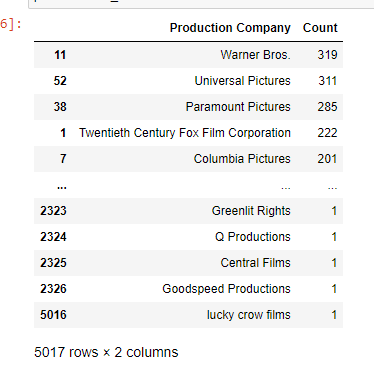 6]:
Production Company Count
11 Warner Bros. 319
52 Universal Pictures 311
38 Paramount Pictures 285
1 Twentieth Century Fox Film Corporation 222
7 Columbia Pictures 201
... ... ...
2323 Greenlit Rights 1
2324 Q Productions 1
2325 Central Films 1
2326 Goodspeed Productions 1
5016 lucky crow films 1
5017 rows × 2 columns